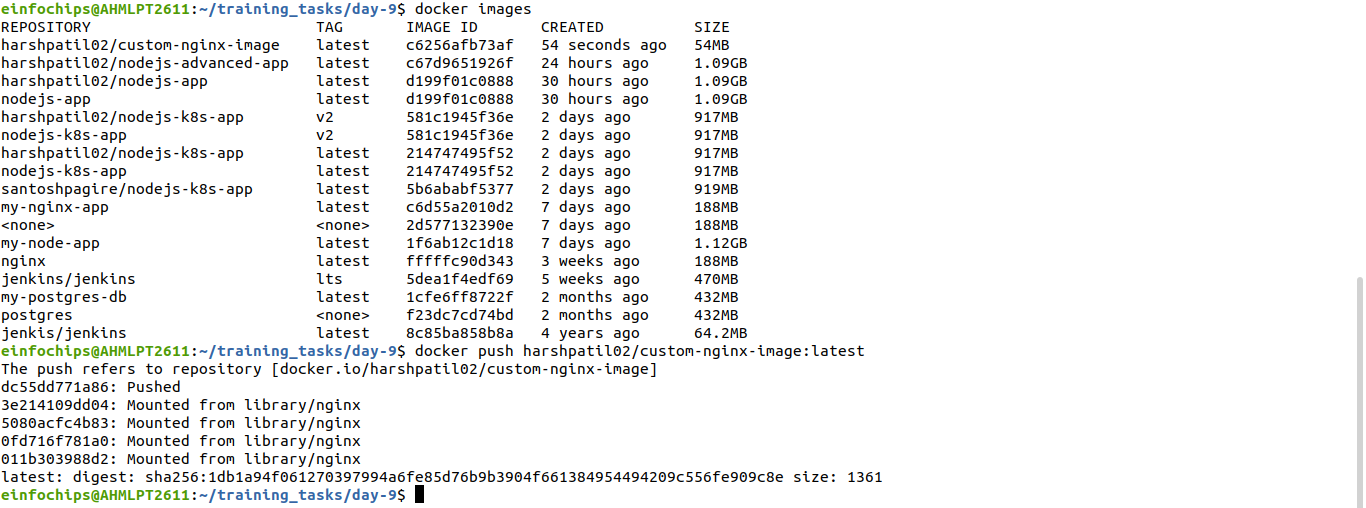 einfochips@AHMLPT2611:~/training_tasks/day-9$ docker images
REPOSITORY                         TAG       IMAGE ID       CREATED          SIZE
harshpatil02/custom-nginx-image    latest    c6256afb73af   54 seconds ago   54MB
harshpatil02/nodejs-advanced-app   latest    c67d9651926f   24 hours ago     1.09GB
harshpatil02/nodejs-app            latest    d199f01c0888   30 hours ago     1.09GB
nodejs-app                         latest    d199f01c0888   30 hours ago     1.09GB
harshpatil02/nodejs-k8s-app        v2        581c1945f36e   2 days ago       917MB
nodejs-k8s-app                     v2        581c1945f36e   2 days ago       917MB
harshpatil02/nodejs-k8s-app        latest    214747495f52   2 days ago       917MB
nodejs-k8s-app                     latest    214747495f52   2 days ago       917MB
santoshpagire/nodejs-k8s-app       latest    5b6ababf5377   2 days ago       919MB
my-nginx-app                       latest    c6d55a2010d2   7 days ago       188MB
<none>                             <none>    2d577132390e   7 days ago       188MB
my-node-app                        latest    1f6ab12c1d18   7 days ago       1.12GB
nginx                              latest    fffffc90d343   3 weeks ago      188MB
jenkins/jenkins                    lts       5dea1f4edf69   5 weeks ago      470MB
my-postgres-db                     latest    1cfe6ff8722f   2 months ago     432MB
postgres                           <none>    f23dc7cd74bd   2 months ago     432MB
jenkis/jenkins                     latest    8c85ba858b8a   4 years ago      64.2MB
einfochips@AHMLPT2611:~/training_tasks/day-9$ docker push harshpatil02/custom-nginx-image:latest
The push refers to repository [docker.io/harshpatil02/custom-nginx-image]
dc55dd771a86: Pushed
3e214109dd04: Mounted from library/nginx
5080acfc4b83: Mounted from library/nginx
0fd716f781a0: Mounted from library/nginx
011b303988d2: Mounted from library/nginx
latest: digest: sha256:1db1a94f061270397994a6fe85d76b9b3904f661384954494209c556fe909c8e size: 1361
einfochips@AHMLPT2611:~/training_tasks/day-9$